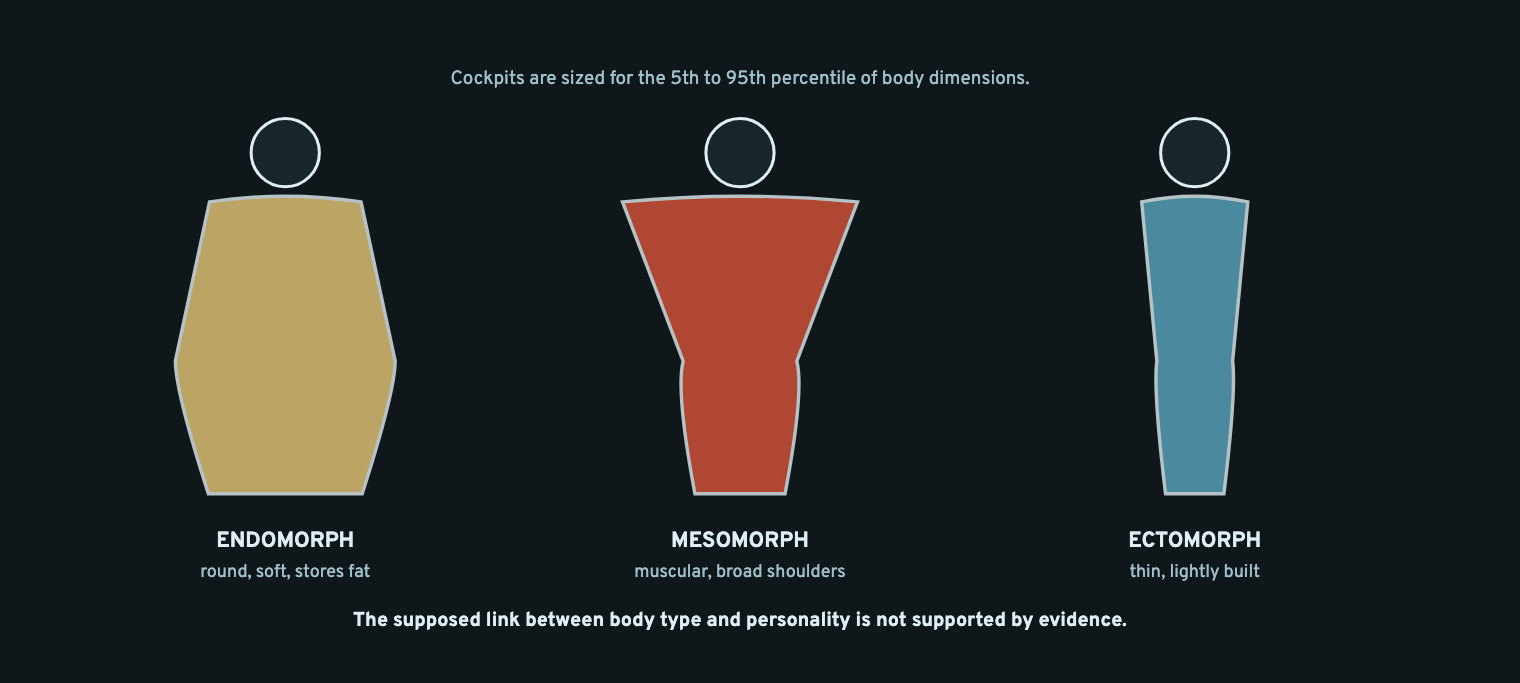 Cockpits are sized for the 5th to 95th percentile of body dimensions.
ENDOMORPH
round, soft, stores fat
MESOMORPH
muscular, broad shoulders
ECTOMORPH
thin, lightly built
The supposed link between body type and personality is not supported by evidence.